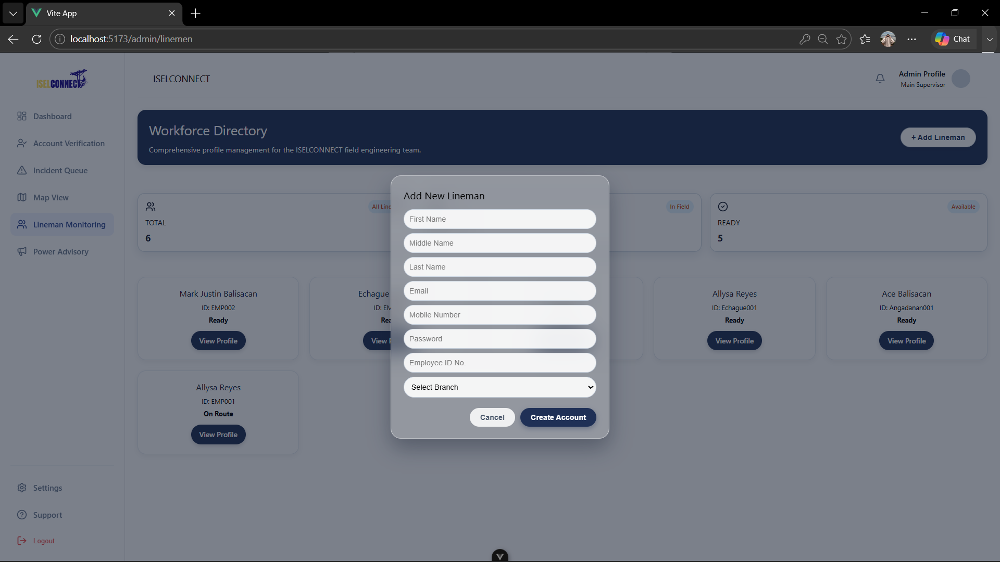 Vite App
localhost:5173/admin/linemen
Chat
ISELCONNECT
ISELCONNECT
Admin Profile
Main Supervisor
Dashboard
Account Verification
Incident Queue
Map View
Lineman Monitoring
Power Advisory
Settings
Support
Logout
Workforce Directory
Comprehensive profile management for the ISELCONNECT field engineering team.
+ Add Lineman
All Line
TOTAL
6
In Field
Available
READY
5
Mark Justin Balisacan
ID: EMP002
Ready
View Profile
Echague
ID: EM
Rea
View
Allysa Reyes
ID: Echague001
Ready
View Profile
Ace Balisacan
ID: Angadanan001
Ready
View Profile
Allysa Reyes
ID: EMP001
On Route
View Profile
Add New Lineman
First Name
Middle Name
Last Name
Email
Mobile Number
Password
Employee ID No.
Select Branch
Cancel
Create Account